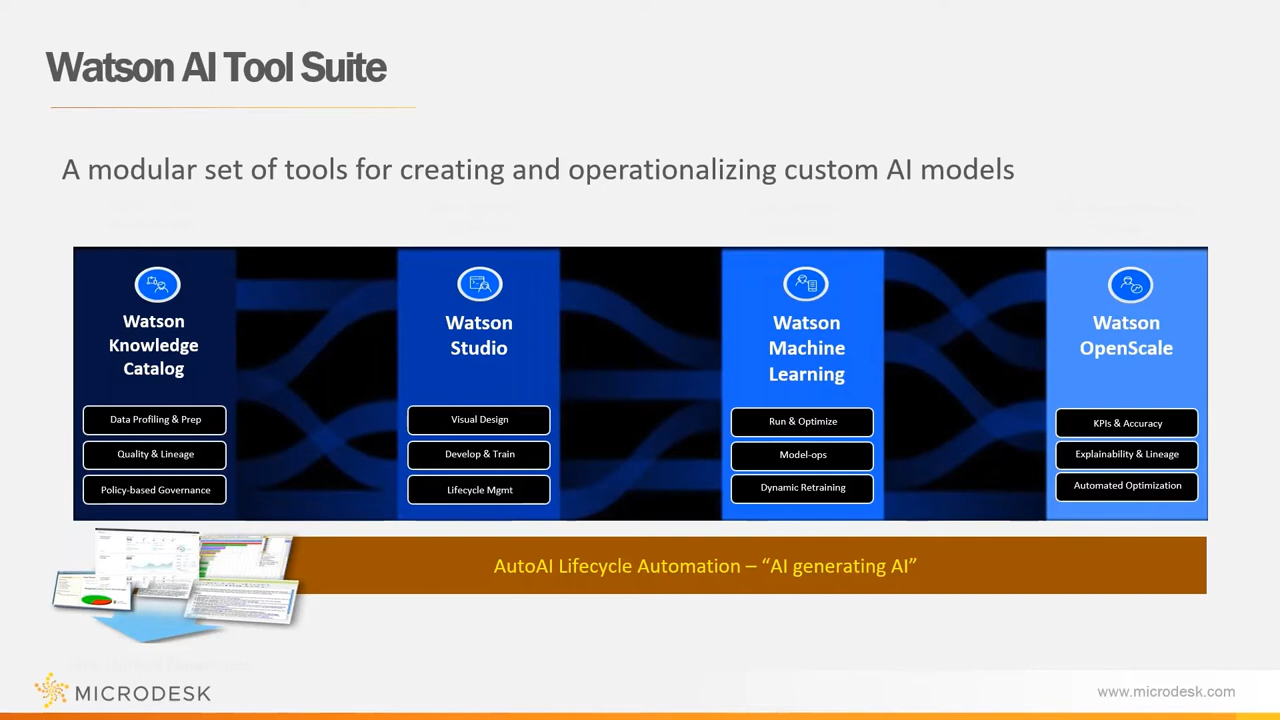 Watson AI Tool Suite
A modular set of tools for creating and operationalizing custom AI models
Watson
Knowledge
Catalog
Data Profiling & Prep
Quality & Lineage
Policy-based Governance
Watson
Studio
Visual Design
Develop & Train
Lifecycle Mgmt
Watson
Machine
Learning
Run & Optimize
Model-ops
Dynamic Retraining
Watson
OpenScale
KPIs & Accuracy
Explainability & Lineage
Automated Optimization
AutoAI Lifecycle Automation – “AI generating AI”
MICRODESK
www.microdesk.com